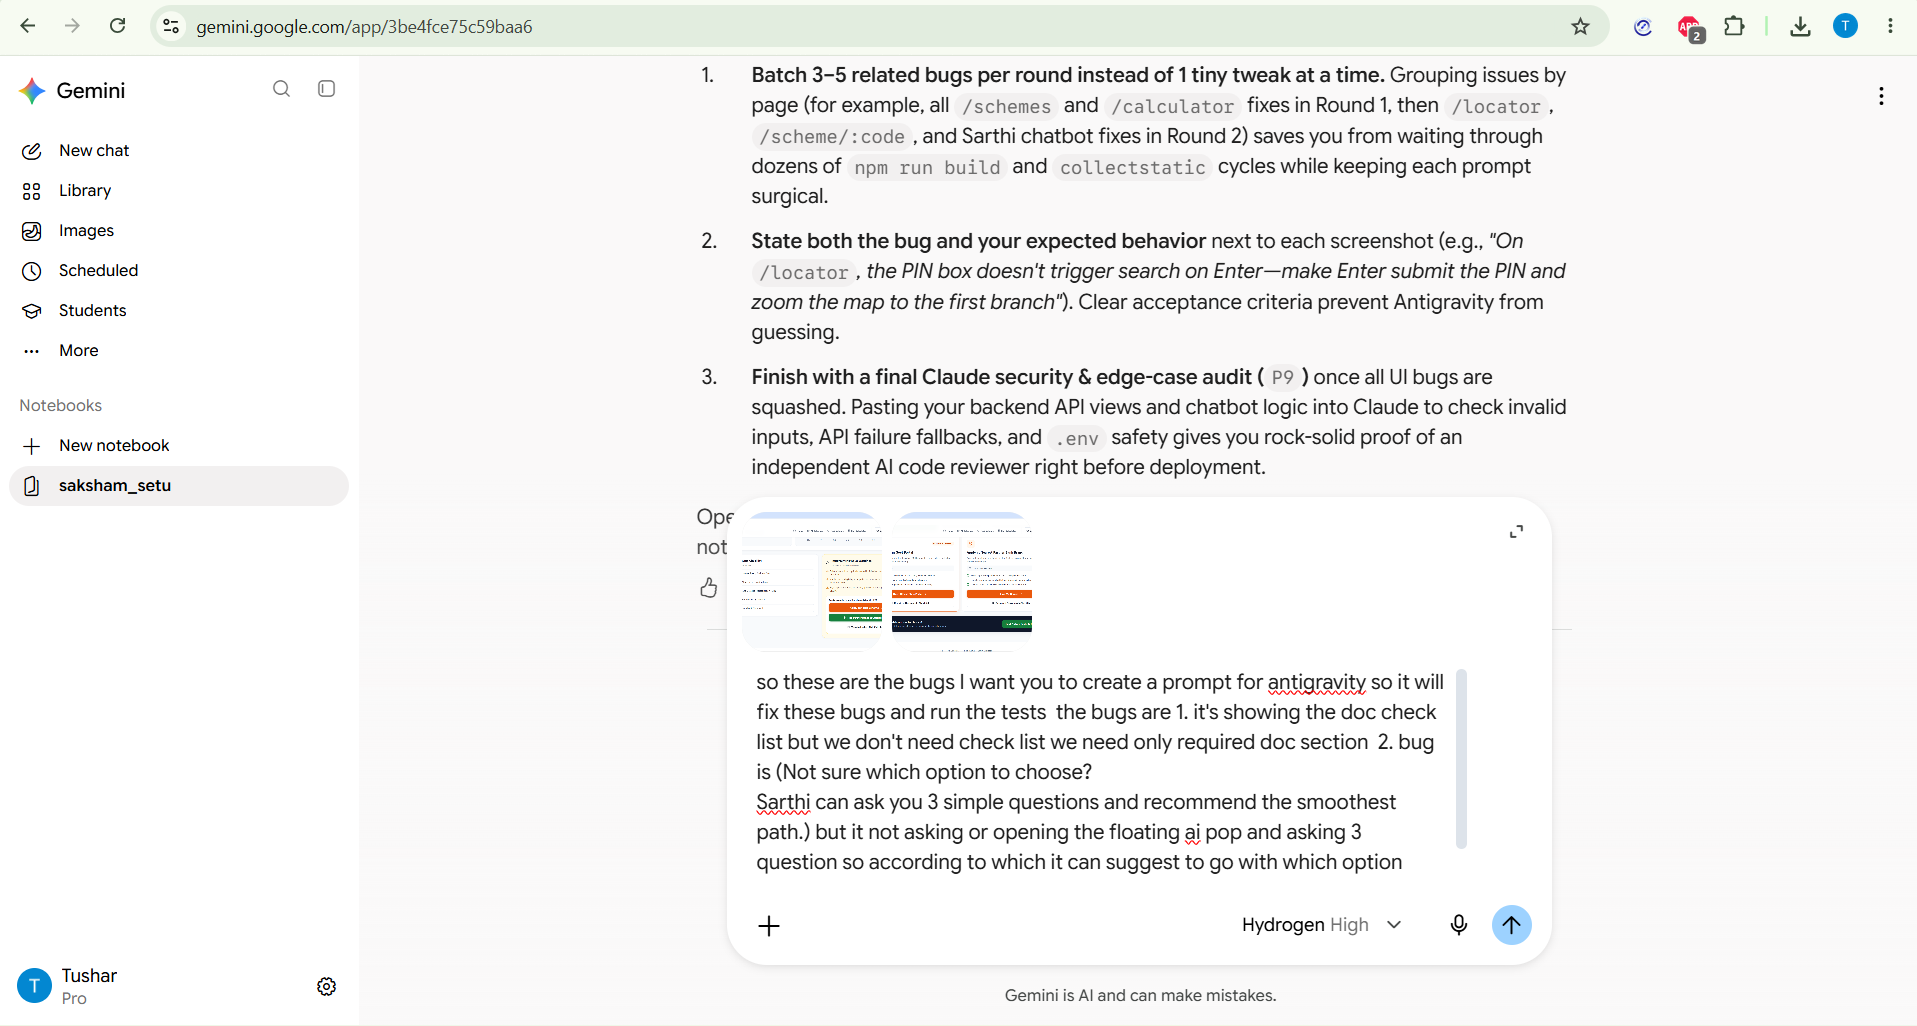 gemini.google.com/app/3be4fce75c59baa6
2
T
Gemini
New chat
Library
Images
Scheduled
Students
More
Notebooks
New notebook
saksham_setu
T
Tushar
Pro
1. Batch 3–5 related bugs per round instead of 1 tiny tweak at a time. Grouping issues by
page (for example, all /schemes and /calculator fixes in Round 1, then /locator ,
/scheme/:code , and Sarthi chatbot fixes in Round 2) saves you from waiting through
dozens of npm run build and collectstatic cycles while keeping each prompt
surgical.
2. State both the bug and your expected behavior next to each screenshot (e.g., "On
/locator , the PIN box doesn't trigger search on Enter—make Enter submit the PIN and
zoom the map to the first branch"). Clear acceptance criteria prevent Antigravity from
guessing.
3. Finish with a final Claude security & edge-case audit ( P9 ) once all UI bugs are
squashed. Pasting your backend API views and chatbot logic into Claude to check invalid
inputs, API failure fallbacks, and .env safety gives you rock-solid proof of an
independent AI code reviewer right before deployment.
Ope
not
so these are the bugs I want you to create a prompt for antigravity so it will
fix these bugs and run the tests  the bugs are 1. it's showing the doc check
list but we don't need check list we need only required doc section  2. bug
is (Not sure which option to choose?
Sarthi can ask you 3 simple questions and recommend the smoothest
path.) but it not asking or opening the floating ai pop and asking 3
question so according to which it can suggest to go with which option
Hydrogen High
Gemini is AI and can make mistakes.